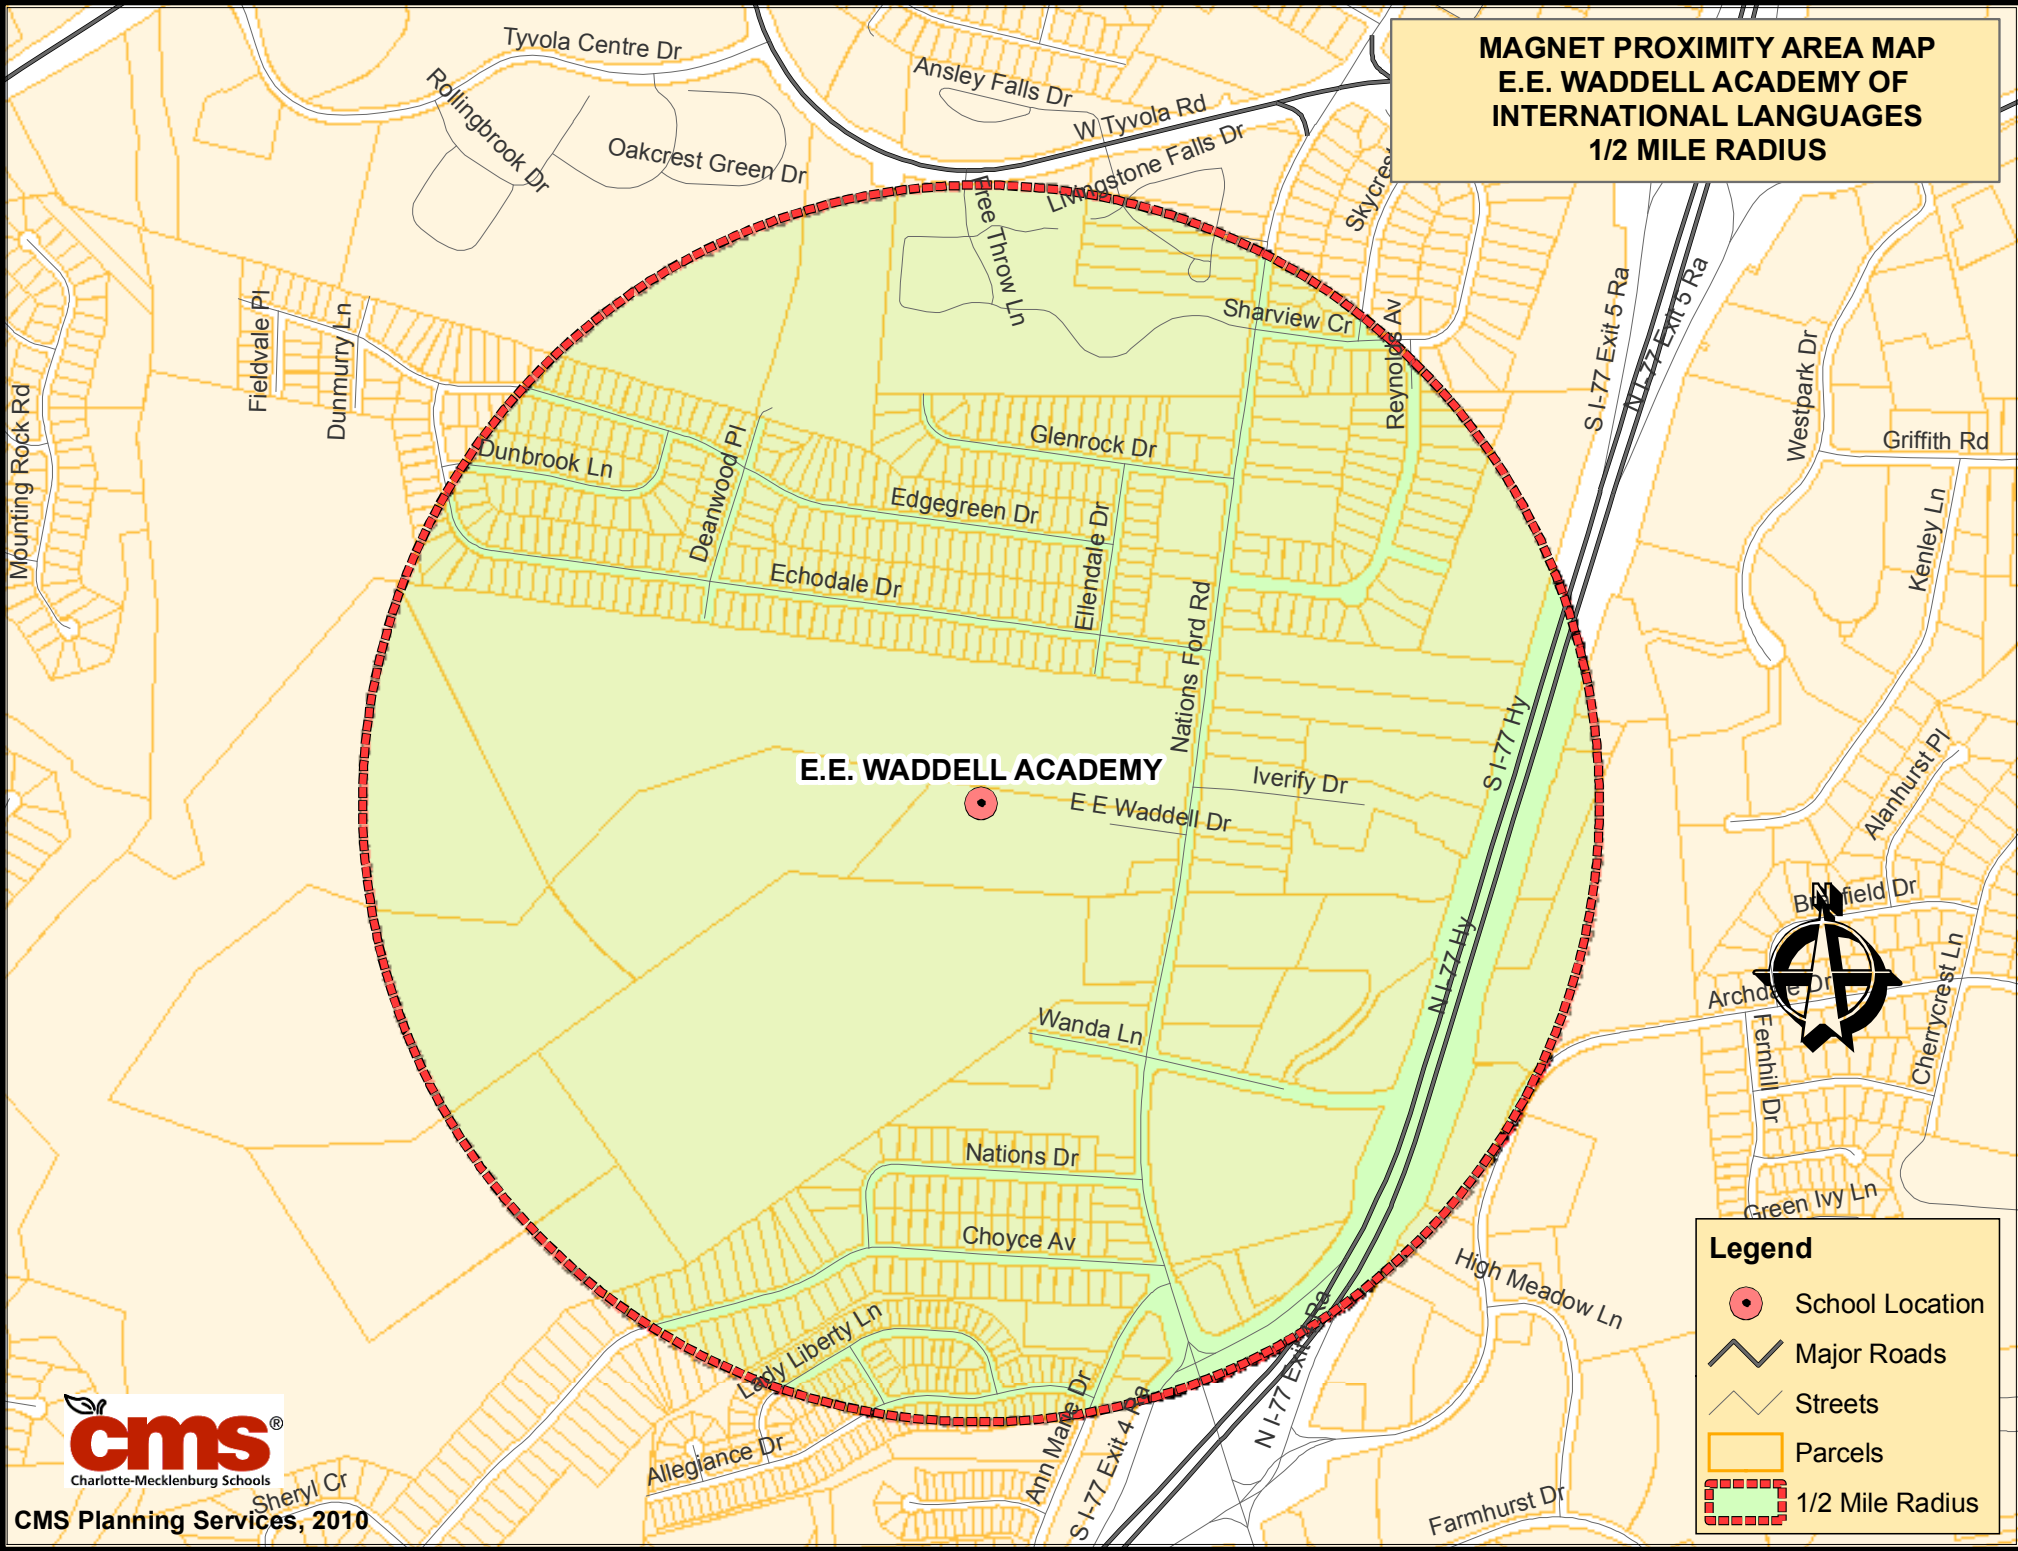 MAGNET PROXIMITY AREA MAP
E.E. WADDELL ACADEMY OF
INTERNATIONAL LANGUAGES
1/2 MILE RADIUS
Tyvola Centre Dr
Rollingbrook Dr
Oakcrest Green Dr
Ansley Falls Dr
W Tyvola Rd
Livingstone Falls Dr
Free Throw Ln
Sharview Cr
Reynolds Av
S I-77 Exit 5 Ra
N I-77 Exit 5 Ra
Westpark Dr
Griffith Rd
Kenley Ln
Fieldvale Pl
Dunmurry Ln
Mounting Rock Rd
Dunbrook Ln
Deanwood Pl
Glenrock Dr
Edgegreen Dr
Ellendale Dr
Echodale Dr
Nations Ford Rd
S I-77 Hy
E.E. WADDELL ACADEMY
Iverify Dr
E E Waddell Dr
Alanhurst Pl
N
Archdale Dr
Cherrycrest Ln
Fernhill Dr
N I-77 Hy
Wanda Ln
Nations Dr
Choyce Av
Green Ivy Ln
High Meadow Ln
Lady Liberty Ln
Allegiance Dr
Ann Marie Dr
S I-77 Exit 4 Ra
N I-77 Exit Ra
Farmhurst Dr
Sheryl Cr
Legend
School Location
Major Roads
Streets
Parcels
1/2 Mile Radius
cms®
Charlotte-Mecklenburg Schools
CMS Planning Services, 2010